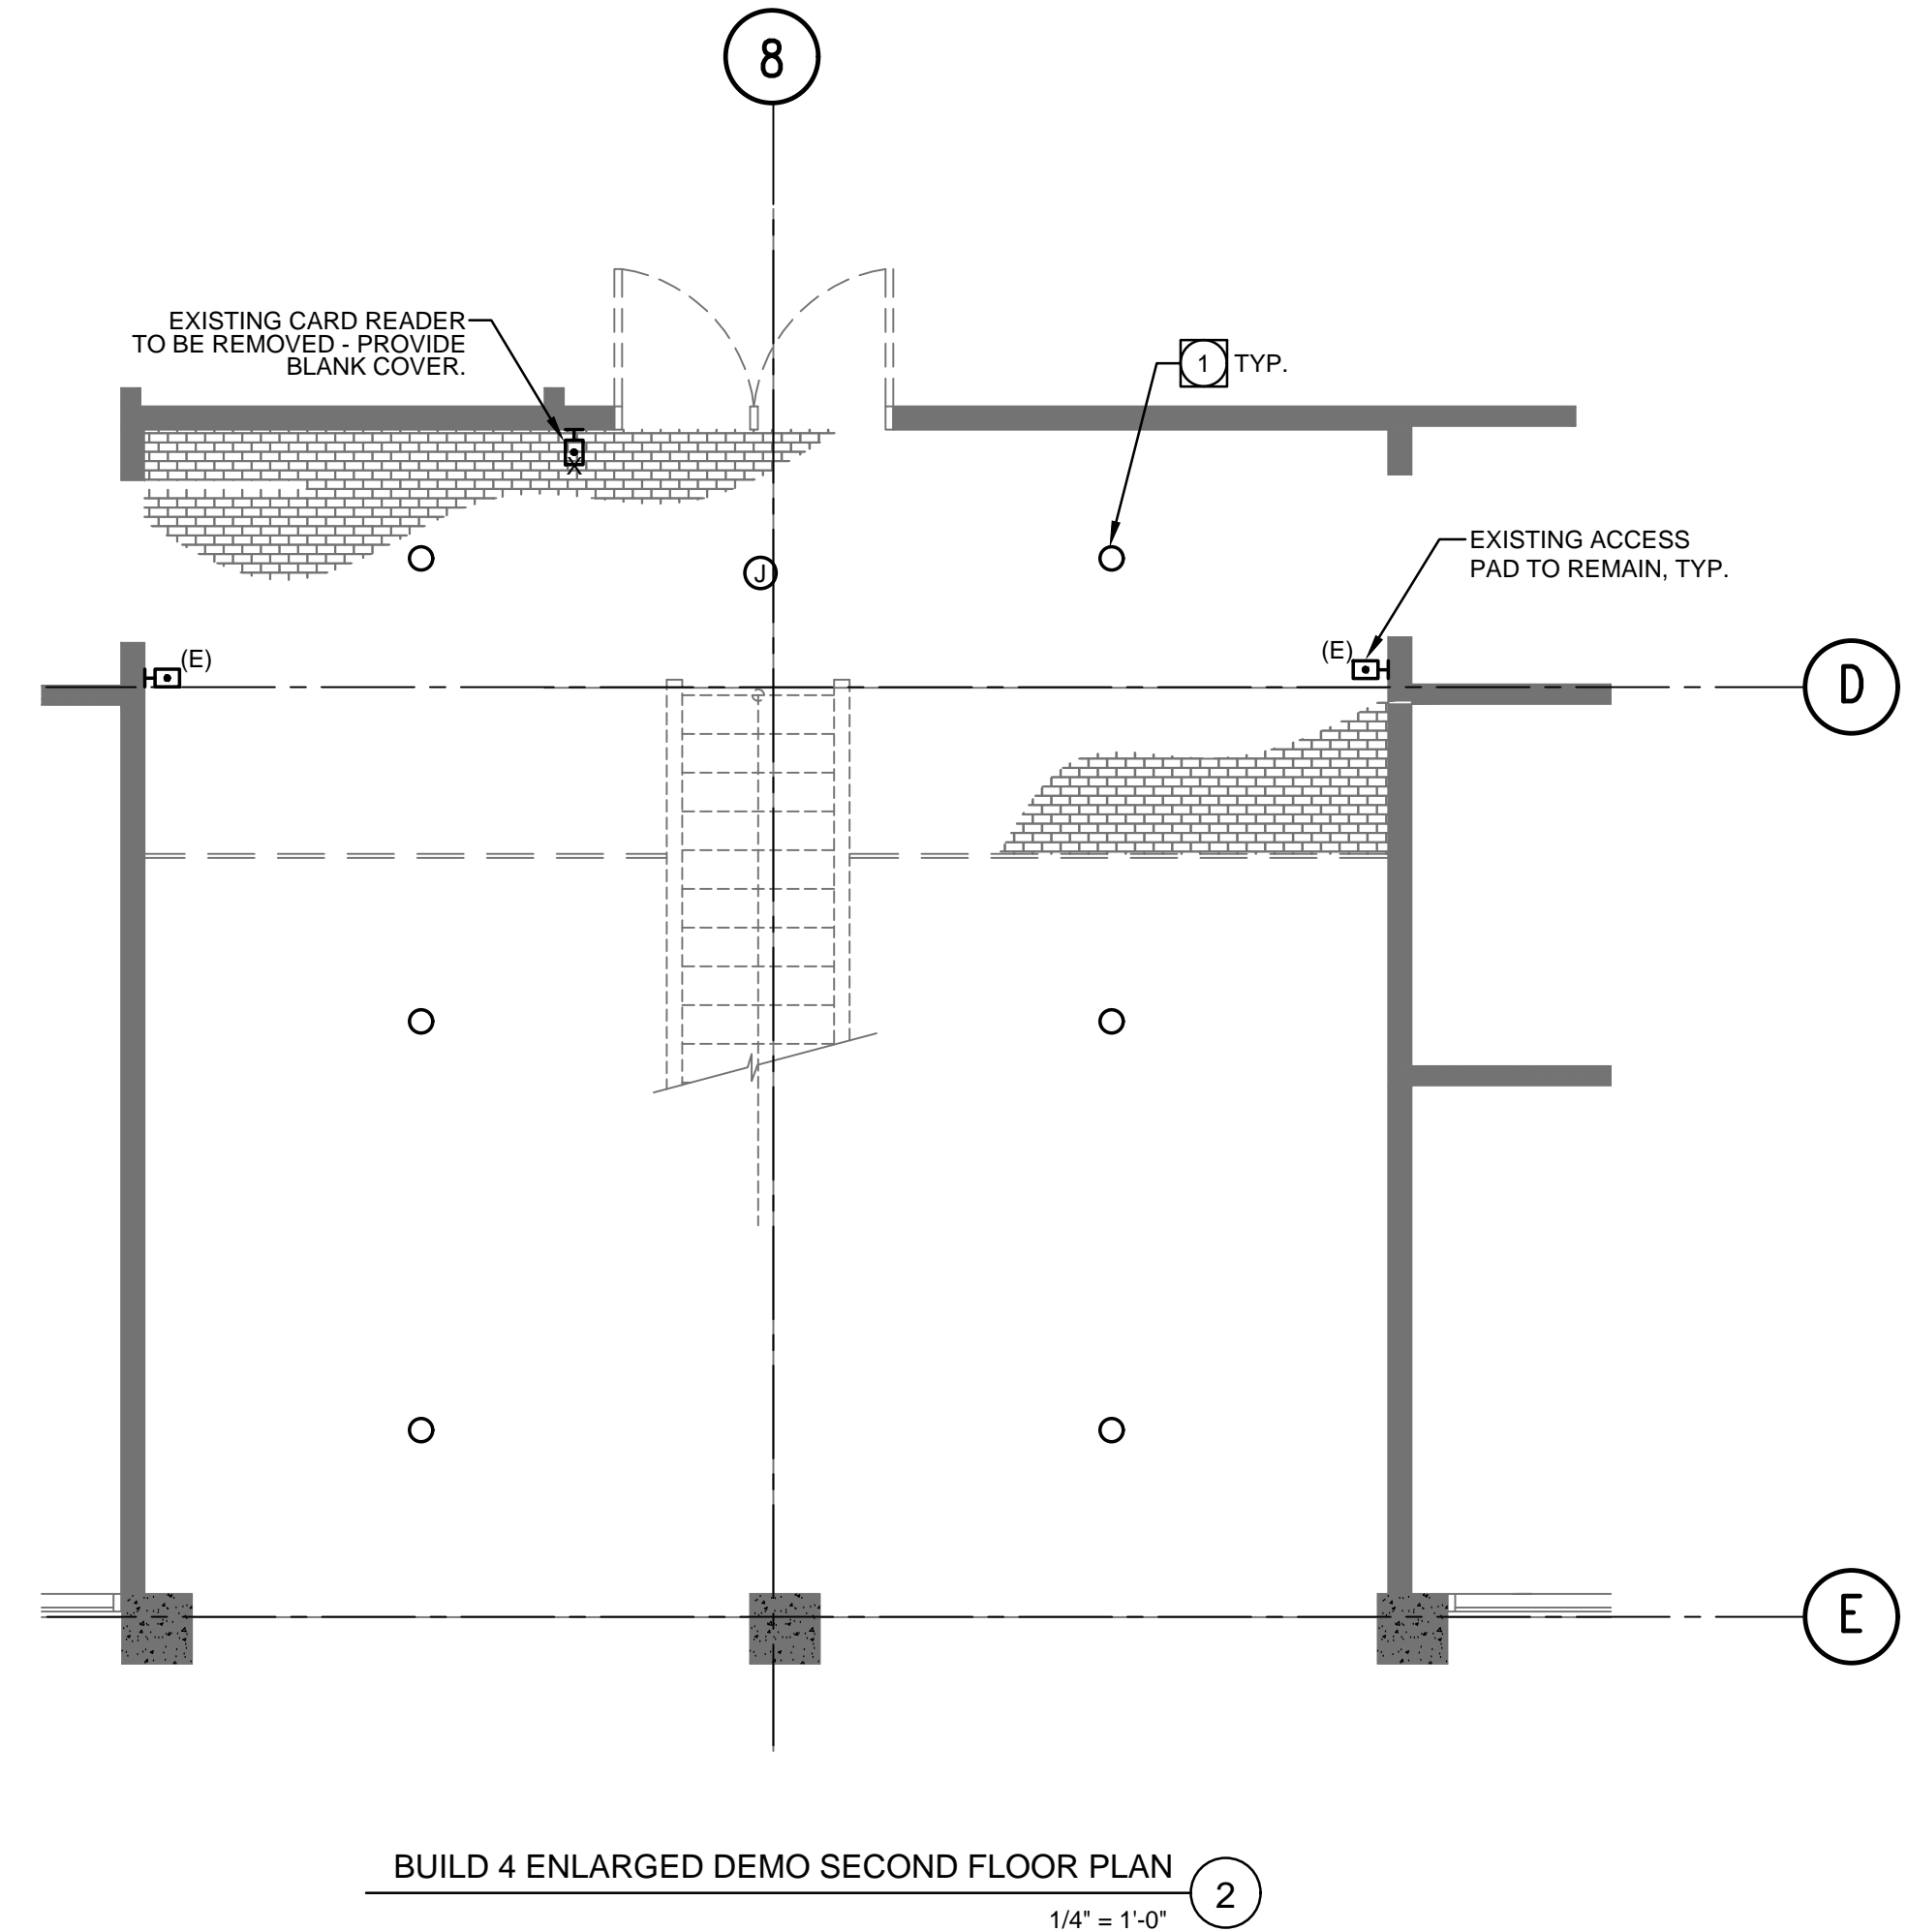 8
EXISTING CARD READER
TO BE REMOVED - PROVIDE
BLANK COVER.
1 TYP.
X
J
EXISTING ACCESS
PAD TO REMAIN, TYP.
(E)
(E)
D
E
BUILD 4 ENLARGED DEMO SECOND FLOOR PLAN
2
1/4" = 1'-0"